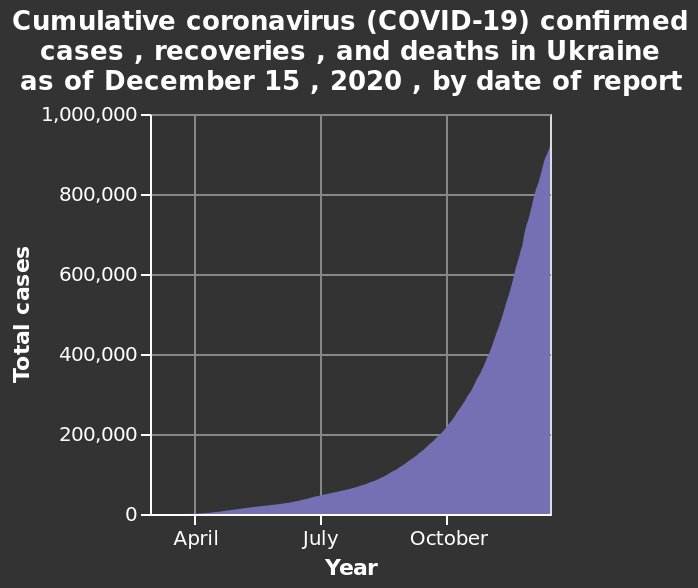 Cumulative coronavirus (COVID-19) confirmed
cases , recoveries , and deaths in Ukraine
as of December 15 , 2020 , by date of report
1,000,000
800,000
600,000
400,000
200,000
0
Total cases
April
July
October
Year